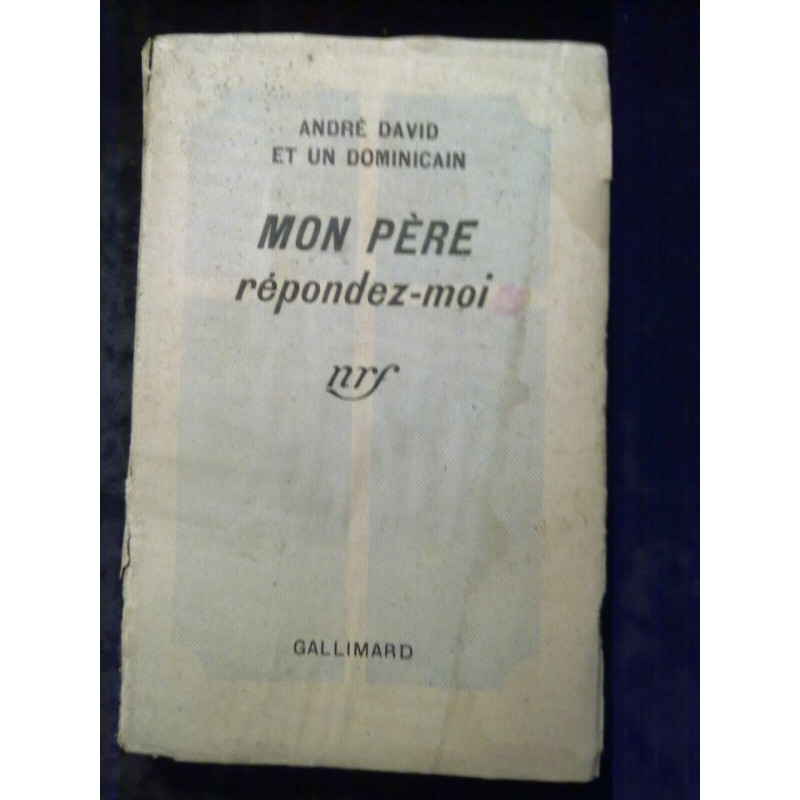 ANDRÉ DAVID
ET UN DOMINICAIN
MON PÈRE
répondez-moi
nrf
GALLIMARD